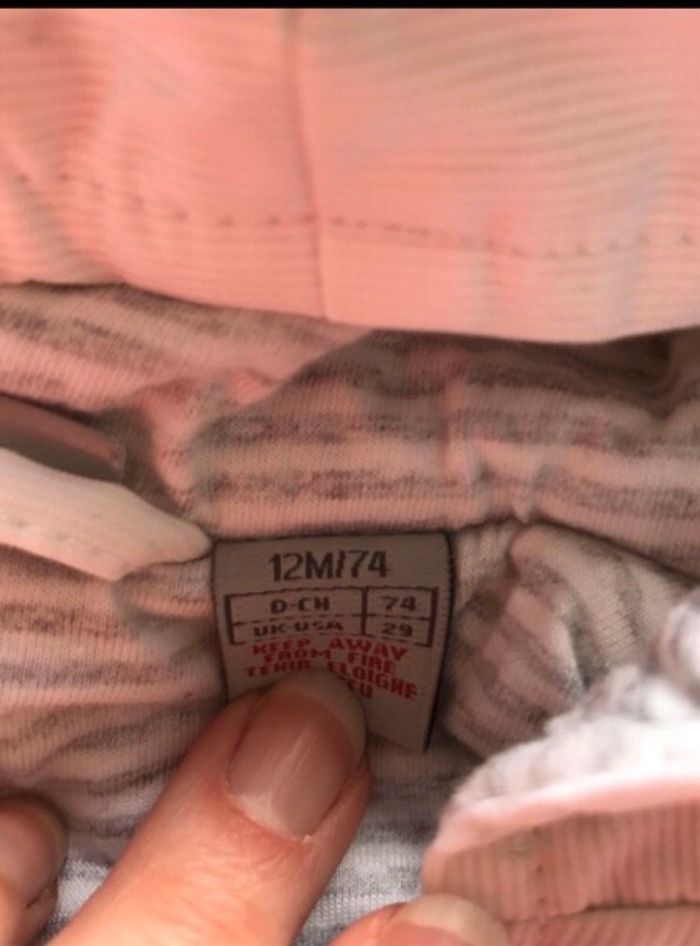 12M/74
D-CH 74
UK-USA 29
KEEP AWAY
FROM FIRE
TENIR ELOIGNE